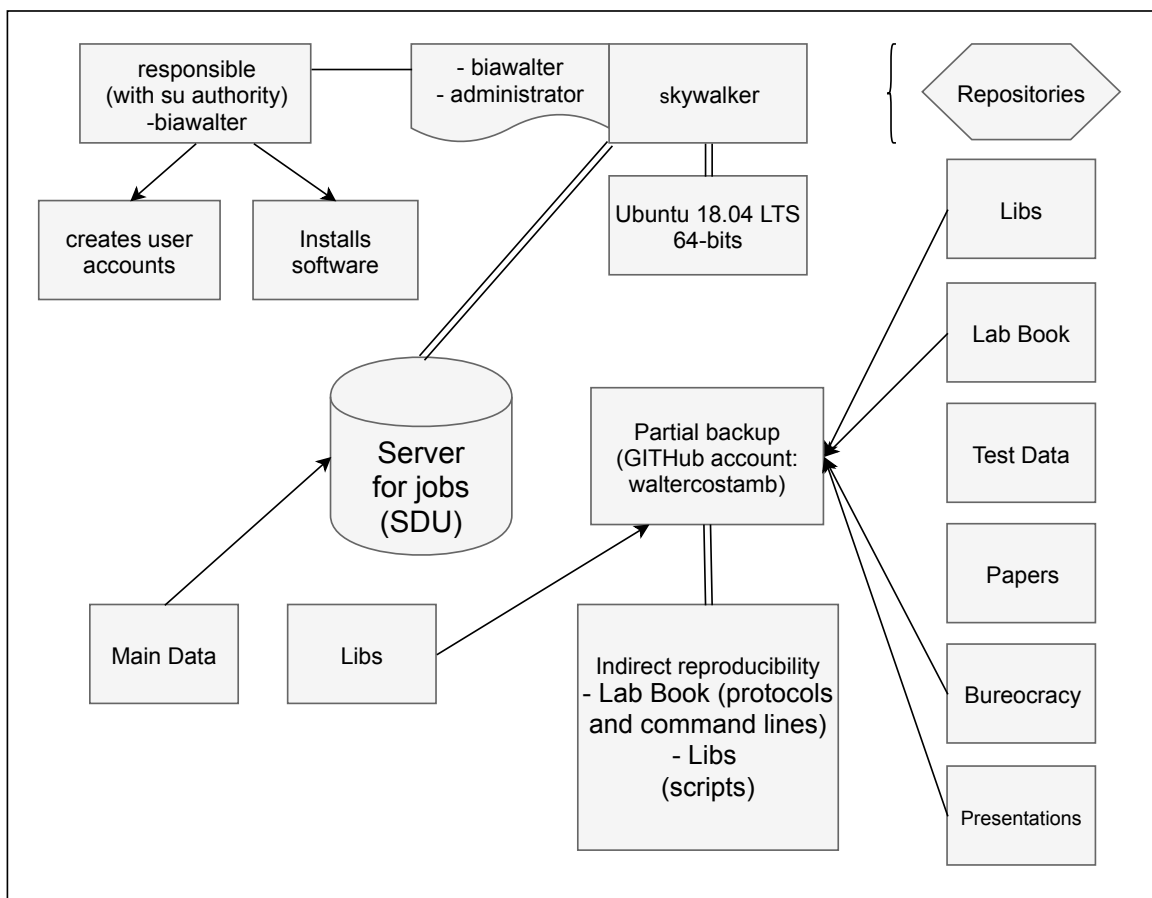 responsible
(with su authority)
-biawalter
- biawalter
- administrator
skywalker
Repositories
creates user
accounts
Installs
software
Ubuntu 18.04 LTS
64-bits
Libs
Lab Book
Server
for jobs
(SDU)
Partial backup
(GITHub account:
waltercostamb)
Test Data
Papers
Main Data
Libs
Indirect reproducibility
- Lab Book (protocols
and command lines)
- Libs
(scripts)
Bureocracy
Presentations